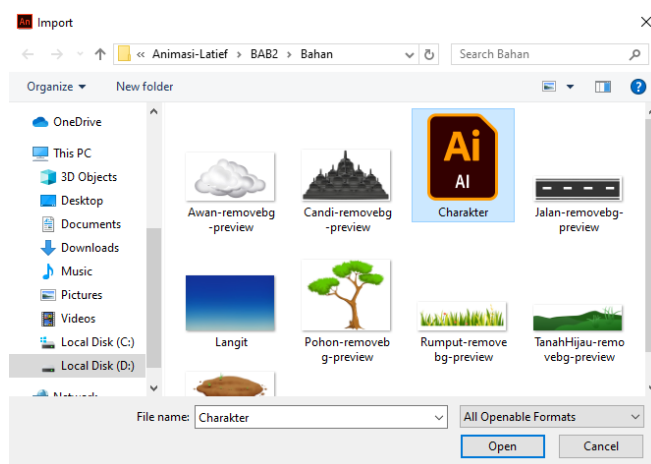 An Import
« Animasi-Latief > BAB2 > Bahan
Search Bahan
Organize
New folder
?
OneDrive
This PC
3D Objects
Desktop
Documents
Downloads
Music
Pictures
Videos
Local Disk (C:)
Local Disk (D:)
Network
Awan-removebg
-preview
Candi-removebg
-preview
Ai
AI
Charakter
Jalan-removebg-
preview
Langit
Pohon-removeb
g-preview
Rumput-remove
bg-preview
TanahHijau-remo
vebg-preview
File name: Charakter
All Openable Formats
Open
Cancel